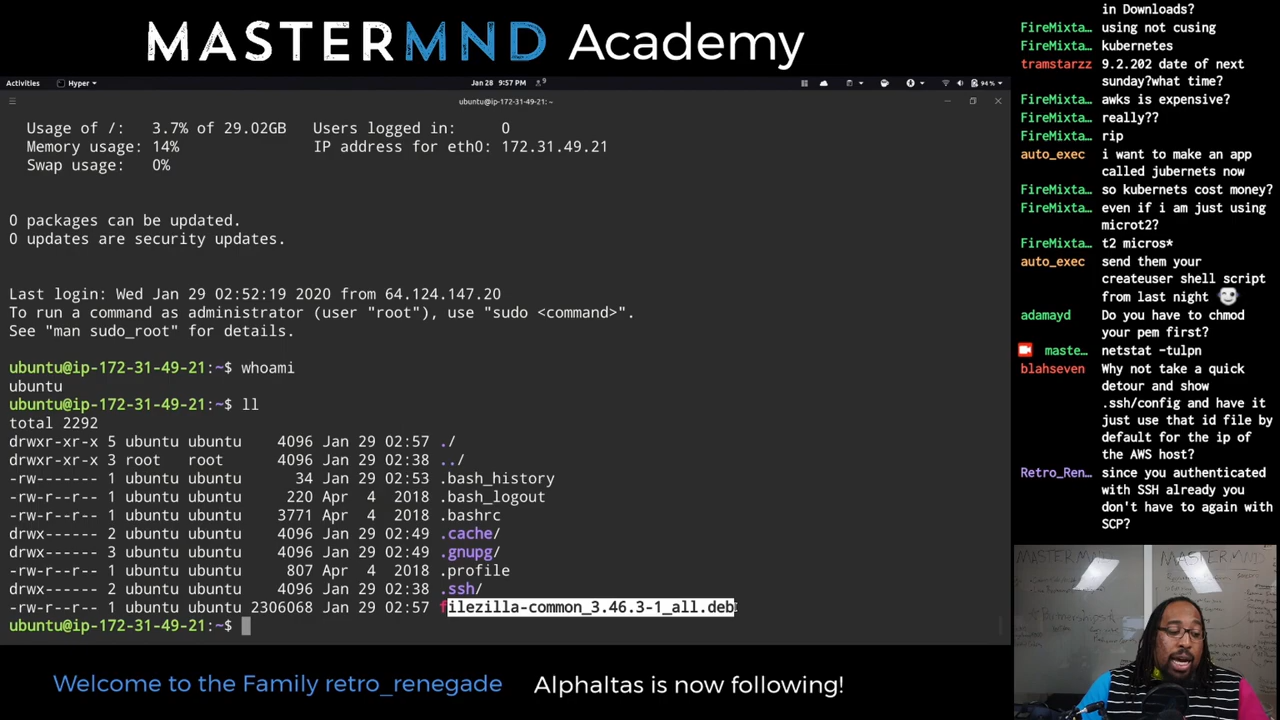 MASTERMND Academy
Activities
Hyper
Jan 28 9:57 PM
9
94 %
ubuntu@ip-172-31-49-21: ~
Usage of /: 3.7% of 29.02GB Users logged in: 0
Memory usage: 14% IP address for eth0: 172.31.49.21
Swap usage: 0%
0 packages can be updated.
0 updates are security updates.
Last login: Wed Jan 29 02:52:19 2020 from 64.124.147.20
To run a command as administrator (user "root"), use "sudo <command>".
See "man sudo_root" for details.
ubuntu@ip-172-31-49-21:~$ whoami
ubuntu
ubuntu@ip-172-31-49-21:~$ ll
total 2292
drwxr-xr-x 5 ubuntu ubuntu 4096 Jan 29 02:57 ./
drwxr-xr-x 3 root root 4096 Jan 29 02:38 ../
-rw------- 1 ubuntu ubuntu 34 Jan 29 02:53 .bash_history
-rw-r--r-- 1 ubuntu ubuntu 220 Apr 4 2018 .bash_logout
-rw-r--r-- 1 ubuntu ubuntu 3771 Apr 4 2018 .bashrc
drwx------ 2 ubuntu ubuntu 4096 Jan 29 02:49 .cache/
drwx------ 3 ubuntu ubuntu 4096 Jan 29 02:49 .gnupg/
-rw-r--r-- 1 ubuntu ubuntu 807 Apr 4 2018 .profile
drwx------ 2 ubuntu ubuntu 4096 Jan 29 02:38 .ssh/
-rw-r--r-- 1 ubuntu ubuntu 2306068 Jan 29 02:57 filezilla-common_3.46.3-1_all.deb
ubuntu@ip-172-31-49-21:~$
in Downloads?
FireMixta… using not cusing
FireMixta… kubernetes
tramstarzz 9.2.202 date of next
sunday?what time?
FireMixta… awks is expensive?
FireMixta… really??
FireMixta… rip
auto_exec i want to make an app
called jubernets now
FireMixta… so kubernets cost money?
FireMixta… even if i am just using
microt2?
FireMixta… t2 micros*
auto_exec send them your
createuser shell script
from last night
adamayd Do you have to chmod
your pem first?
maste… netstat -tulpn
blahseven Why not take a quick
detour and show
.ssh/config and have it
just use that id file by
default for the ip of
the AWS host?
Retro_Ren… since you authenticated
with SSH already you
don't have to again with
SCP?
MASTERMND
MASTERMND
Welcome to the Family retro_renegade Alphaltas is now following!